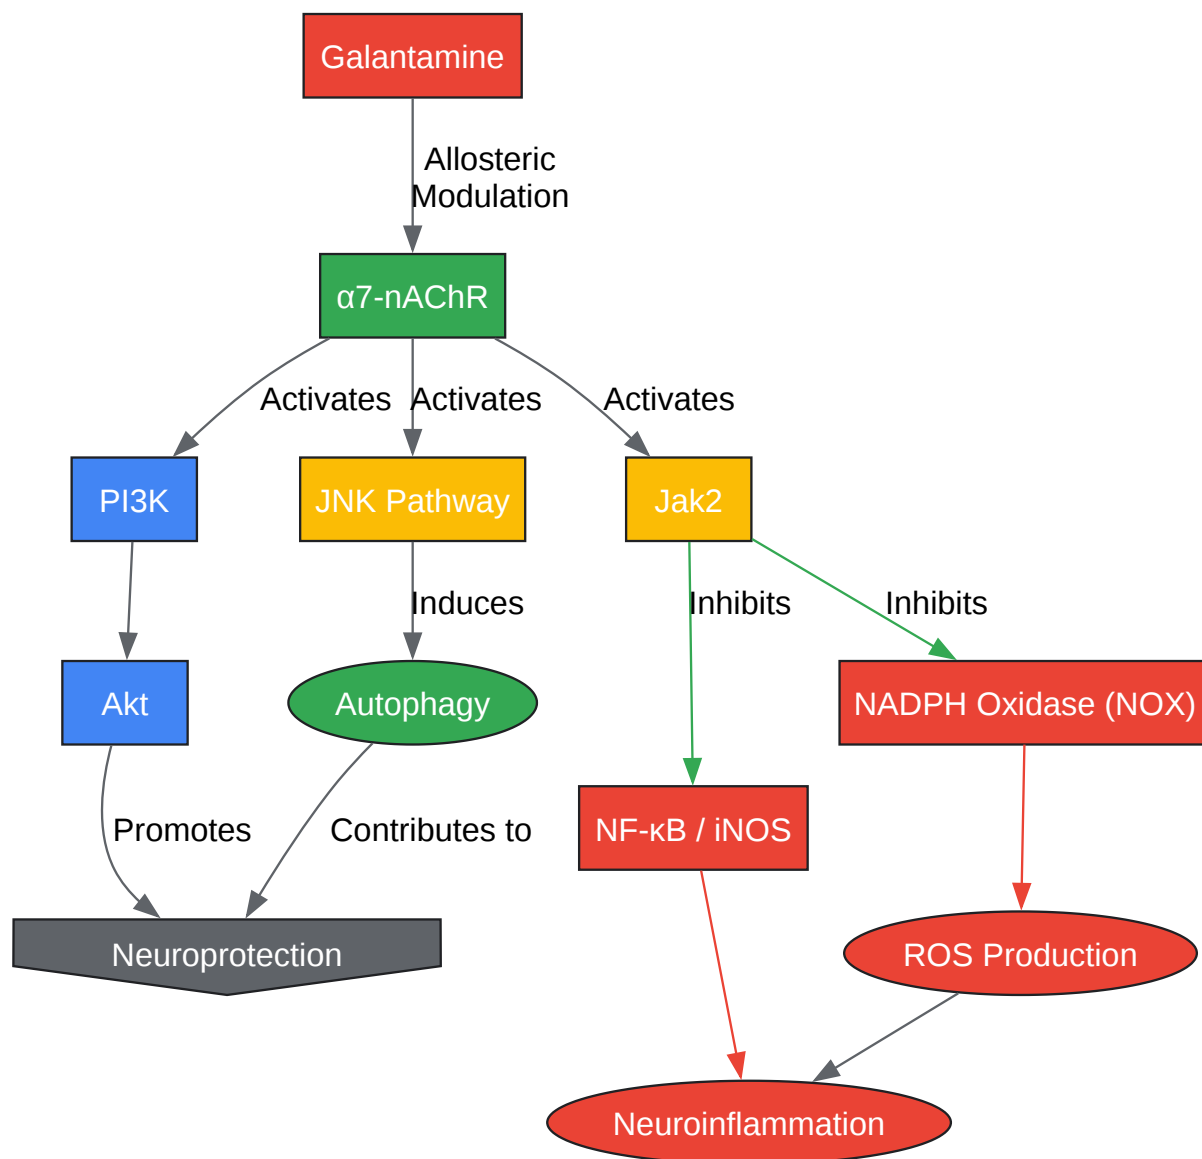 Galantamine
Allosteric
Modulation
α7-nAChR
Activates
Activates
Activates
PI3K
JNK Pathway
Jak2
Induces
Inhibits
Inhibits
Akt
Autophagy
NADPH Oxidase (NOX)
Promotes
Contributes to
NF-κB / iNOS
Neuroprotection
ROS Production
Neuroinflammation